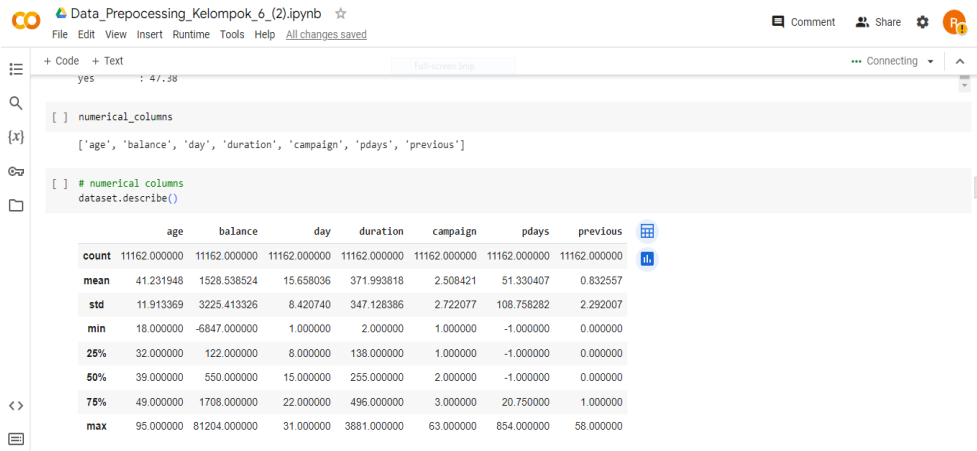 Data_Prepocessing_Kelompok_6_(2).ipynb
Comment
Share
File Edit View Insert Runtime Tools Help All changes saved
+ Code + Text
Full-screen Snip
Connecting
yes : 47.38
[ ] numerical_columns
['age', 'balance', 'day', 'duration', 'campaign', 'pdays', 'previous']
[ ] # numerical columns
dataset.describe()
age balance day duration campaign pdays previous
count 11162.000000 11162.000000 11162.000000 11162.000000 11162.000000 11162.000000 11162.000000
mean 41.231948 1528.538524 15.658036 371.993818 2.508421 51.330407 0.832557
std 11.913369 3225.413326 8.420740 347.128386 2.722077 108.758282 2.292007
min 18.000000 -6847.000000 1.000000 2.000000 1.000000 -1.000000 0.000000
25% 32.000000 122.000000 8.000000 138.000000 1.000000 -1.000000 0.000000
50% 39.000000 550.000000 15.000000 255.000000 2.000000 -1.000000 0.000000
75% 49.000000 1708.000000 22.000000 496.000000 3.000000 20.750000 1.000000
max 95.000000 81204.000000 31.000000 3881.000000 63.000000 854.000000 58.000000